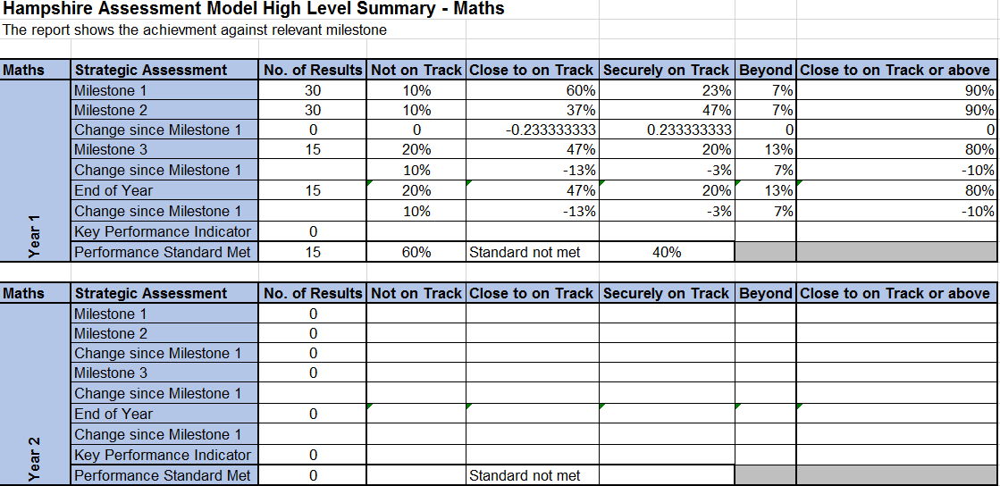 Hampshire Assessment Model High Level Summary - Maths
The report shows the achievment against relevant milestone
Maths Strategic Assessment No. of Results Not on Track Close to on Track Securely on Track Beyond Close to on Track or above
Milestone 1 30 10% 60% 23% 7% 90%
Milestone 2 30 10% 37% 47% 7% 90%
Change since Milestone 1 0 0 -0.233333333 0.233333333 0 0
Milestone 3 15 20% 47% 20% 13% 80%
Change since Milestone 1 10% -13% -3% 7% -10%
End of Year 15 20% 47% 20% 13% 80%
Change since Milestone 1 10% -13% -3% 7% -10%
Key Performance Indicator 0
Year 1 Performance Standard Met 15 60% Standard not met 40%
Maths Strategic Assessment No. of Results Not on Track Close to on Track Securely on Track Beyond Close to on Track or above
Milestone 1 0
Milestone 2 0
Change since Milestone 1 0
Milestone 3 0
Change since Milestone 1
End of Year 0
Change since Milestone 1
Key Performance Indicator 0
Year 2 Performance Standard Met 0 Standard not met